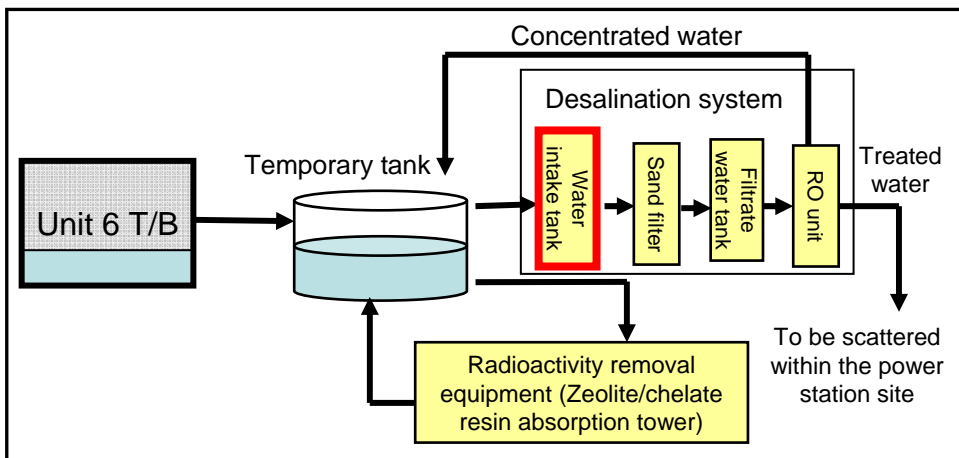 Concentrated water
Desalination system
Temporary tank
Unit 6 T/B
Water
intake tank
Sand filter
Filtrate
water tank
RO unit
Treated
water
To be scattered
within the power
station site
Radioactivity removal
equipment (Zeolite/chelate
resin absorption tower)